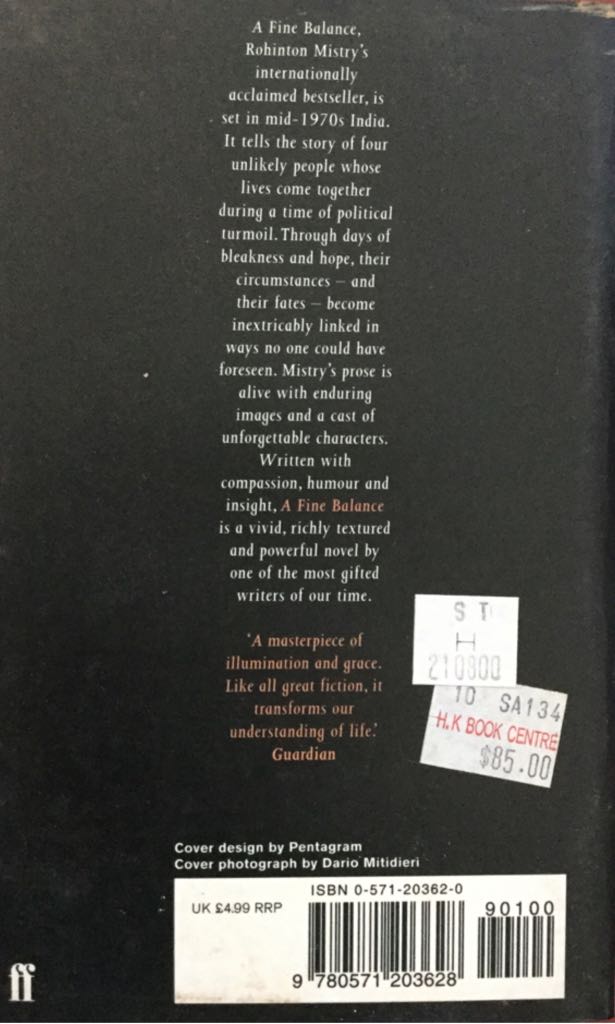 A Fine Balance,
Rohinton Mistry's
internationally
acclaimed bestseller, is
set in mid-1970s India.
It tells the story of four
unlikely people whose
lives come together
during a time of political
turmoil. Through days of
bleakness and hope, their
circumstances – and
their fates – become
inextricably linked in
ways no one could have
foreseen. Mistry's prose is
alive with enduring
images and a cast of
unforgettable characters.
Written with
compassion, humour and
insight, A Fine Balance
is a vivid, richly textured
and powerful novel by
one of the most gifted
writers of our time.
'A masterpiece of
illumination and grace.
Like all great fiction, it
transforms our
understanding of life.'
Guardian
S T
H
210800
10 SA134
H.K BOOK CENTRE
$85.00
Cover design by Pentagram
Cover photograph by Dario Mitidieri
ISBN 0-571-20362-0
UK £4.99 RRP
90100
9 780571 203628
ff